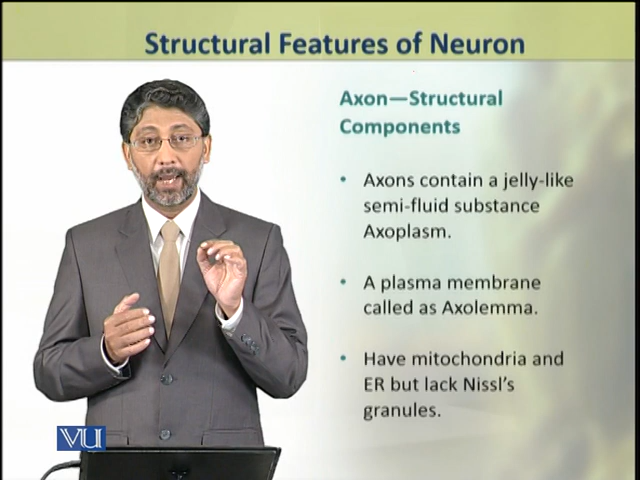 Structural Features of Neuron
Axon—Structural
Components
• Axons contain a jelly-like
semi-fluid substance
Axoplasm.
• A plasma membrane
called as Axolemma.
• Have mitochondria and
ER but lack Nissl's
granules.
VU